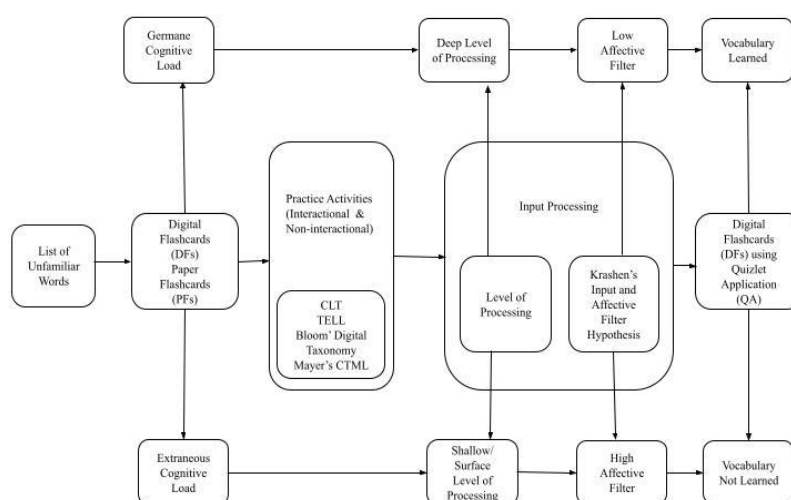 Germane
Cognitive
Load
Deep Level
of Processing
Low
Affective
Filter
Vocabulary
Learned
List of
Unfamiliar
Words
Digital
Flashcards
(DFs)
Paper
Flashcards
(PFs)
Practice Activities
(Interactional &
Non-interactional)
CLT
TELL
Bloom' Digital
Taxonomy
Mayer's CTML
Input Processing
Level of
Processing
Krashen's
Input and
Affective
Filter
Hypothesis
Digital
Flashcards
(DFs) using
Quizlet
Application
(QA)
Extraneous
Cognitive
Load
Shallow/
Surface
Level of
Processing
High
Affective
Filter
Vocabulary
Not Learned